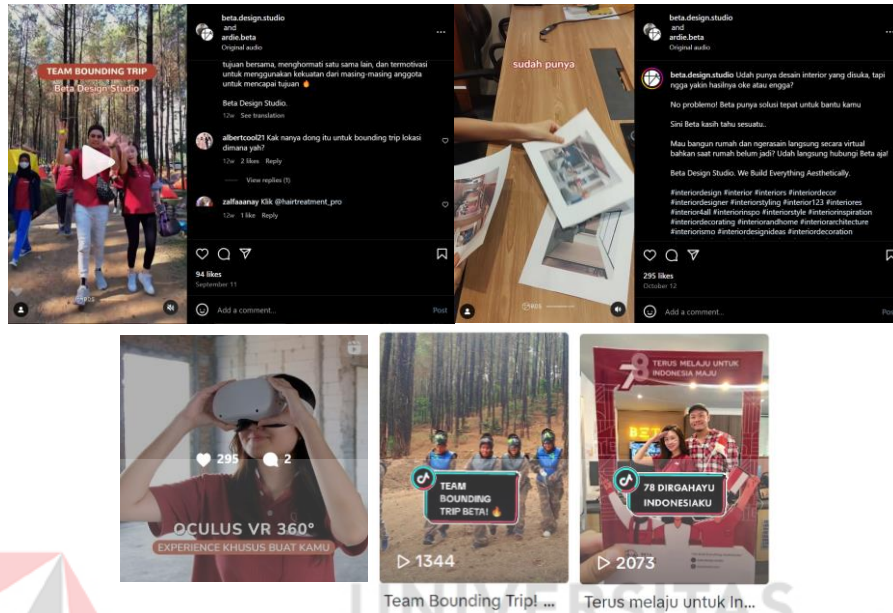 beta.design.studio
and
ardie.beta
Original audio
TEAM BOUNDING TRIP
Beta Design Studio
tujuan bersama, menghormati satu sama lain, dan termotivasi
untuk menggunakan kekuatan dari masing-masing anggota
untuk mencapai tujuan 🔥
Beta Design Studio.
12w See translation
albertcool21 Kak nanya dong itu untuk bounding trip lokasi
dimana yah?
12w 2 likes Reply
View replies (1)
zalfaaanay Klik @hairtreatment_pro
12w 1 like Reply
94 likes
September 11
Add a comment...
Post
beta.design.studio
and
ardie.beta
Original audio
sudah punya
beta.design.studio Udah punya desain interior yang disuka, tapi
ngga yakin hasilnya oke atau engga?
No problemo! Beta punya solusi tepat untuk bantu kamu
Sini Beta kasih tahu sesuatu..
Mau bangun rumah dan ngerasain langsung secara virtual
bahkan saat rumah belum jadi? Udah langsung hubungi Beta aja!
Beta Design Studio. We Build Everything Aesthetically.
#interiordesign #interior #interiors #interiordecor
#interiordesigner #interiorstyling #interior123 #interiores
#interior4all #interiorinspo #interiorstyle #interiorinspiration
#interiordecorating #interiorandhome #interiorarchitecture
#interiorismo #interiordesignideas #interiordecoration
295 likes
October 12
Add a comment...
Pos
295 2
OCULUS VR 360°
EXPERIENCE KHUSUS BUAT KAMU
TEAM
BOUNDING
TRIP BETA! 🔥
1344
Team Bounding Trip! ...
78 TERUS MELAJU UNTUK
INDONESIA MAJU
BET
78 DIRGAHAYU
INDONESIAKU
2073
Terus melaju untuk In...
UNIVERSITAS